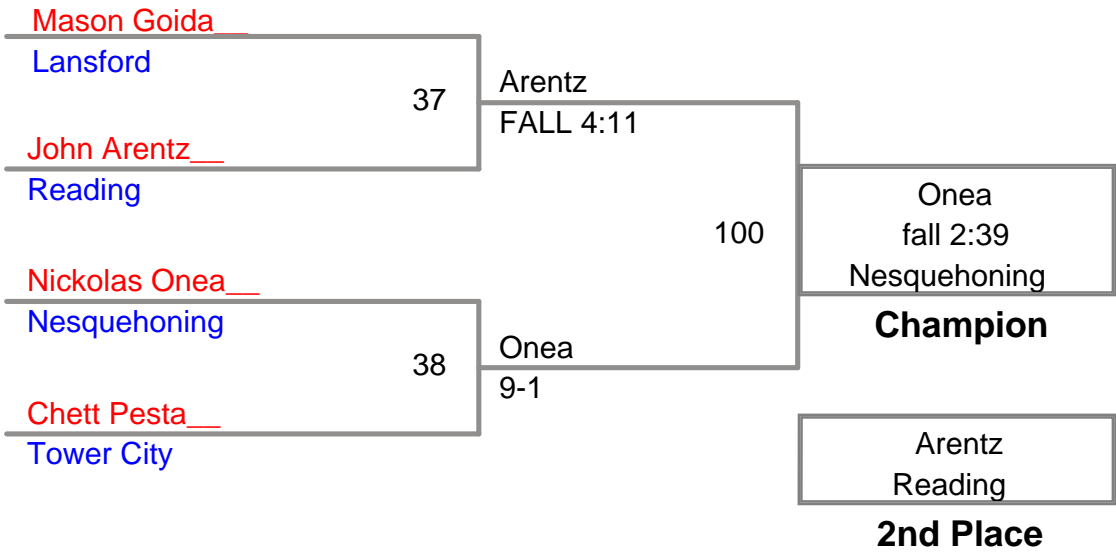 Mason Goida__
Lansford
37
Arentz
FALL 4:11
John Arentz__
Reading
100
Onea
fall 2:39
Nesquehoning
Champion
Nickolas Onea__
Nesquehoning
38
Onea
9-1
Chett Pesta__
Tower City
Arentz
Reading
2nd Place